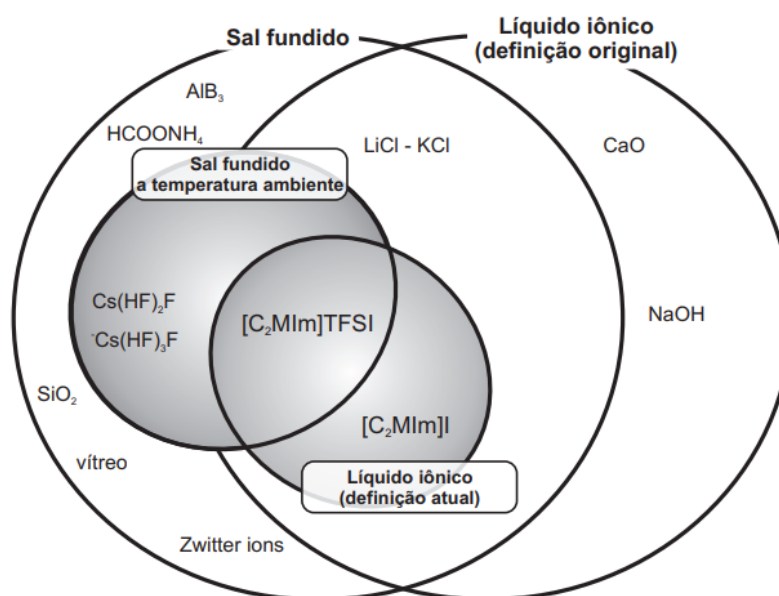 Sal fundido
Líquido iônico
(definição original)
AlB₃
HCOONH₄
LiCl - KCl
CaO
Sal fundido
a temperatura ambiente
Cs(HF)₂F
⁻Cs(HF)₃F
[C₂MIm]TFSI
NaOH
SiO₂
vítreo
[C₂MIm]I
Líquido iônico
(definição atual)
Zwitter ions